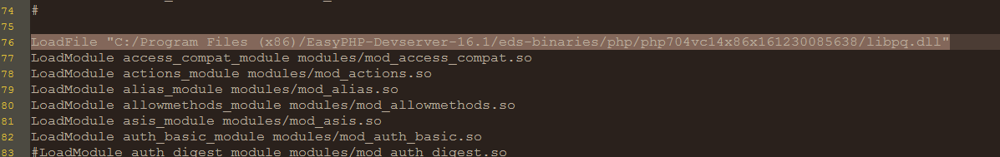 74 #
75
76 LoadFile "C:/Program Files (x86)/EasyPHP-Devserver-16.1/eds-binaries/php/php704vc14x86x161230085638/libpq.dll"
77 LoadModule access_compat_module modules/mod_access_compat.so
78 LoadModule actions_module modules/mod_actions.so
79 LoadModule alias_module modules/mod_alias.so
80 LoadModule allowmethods_module modules/mod_allowmethods.so
81 LoadModule asis_module modules/mod_asis.so
82 LoadModule auth_basic_module modules/mod_auth_basic.so
83 #LoadModule auth_digest_module modules/mod_auth_digest.so